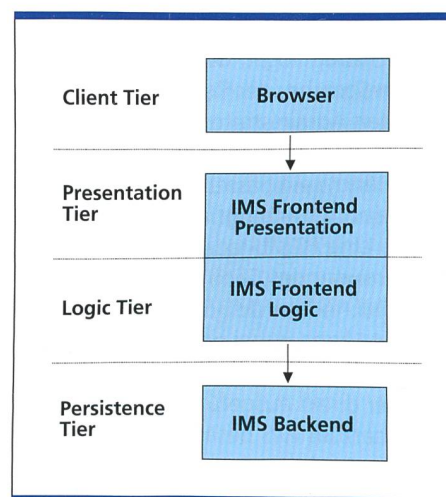 Client Tier
Browser
Presentation
Tier
IMS Frontend
Presentation
Logic Tier
IMS Frontend
Logic
Persistence
Tier
IMS Backend